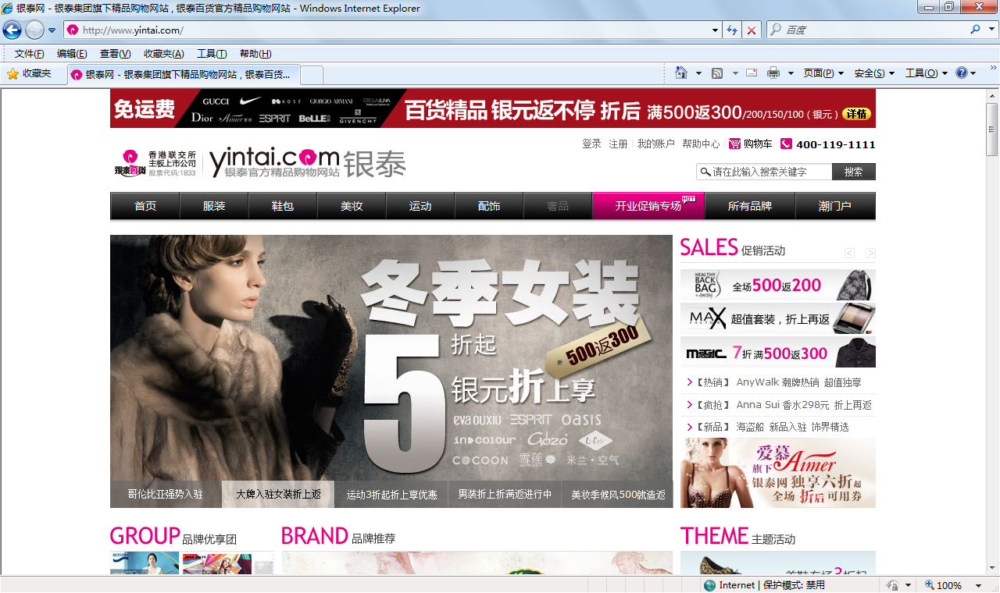 银泰网 - 银泰集团旗下精品购物网站 , 银泰百货官方精品购物网站 - Windows Internet Explorer
http://www.yintai.com/
百度
文件(F) 编辑(E) 查看(V) 收藏夹(A) 工具(T) 帮助(H)
收藏夹
银泰网 - 银泰集团旗下精品购物网站 , 银泰百货...
页面(P) 安全(S) 工具(O)
免运费
GUCCI KOSÉ GIORGIO ARMANI STELLA LUNA
Dior Aimer ESPRIT BeLLE GIVENCHY
百货精品 银元返不停 折后 满500返300/200/150/100 ( 银元 ) 详情
登录 注册 我的账户 帮助中心 购物车 400-119-1111
银泰百货
香港联交所
主板上市公司
股票代码:1833
yintai.com 银泰
银泰官方精品购物网站
请在此输入搜索关键字 搜索
首页 服装 鞋包 美妆 运动 配饰 奢品 开业促销专场 HOT 所有品牌 潮门户
冬季女装
5 折起
500返300
银元折上享
eva ouxiu ESPRIT oasis
in•colour Gozo La Cafe
COCOON 雪莲 米兰·空气
哥伦比亚强势入驻 大牌入驻女装折上返 运动3折起折上享优惠 男装折上折满返进行中 美妆季候风500就造返
SALES 促销活动 < >
HEALTHY BACK BAG 全场500返200
MAX FACTOR 超值套装，折上再返
MAGIC 7折 满500返300
【热销】 AnyWalk 潮牌热销 超值独享
【疯抢】 Anna Sui 香水298元 折上再返
【新品】 海盗船 新品入驻 饰界精选
爱慕
旗下 Aimer
银泰网 独享六折起
全场 折后 可用券
GROUP 品牌优享团
BRAND 品牌推荐
THEME 主题活动
首鞋专场3折起
Internet | 保护模式: 禁用
100%